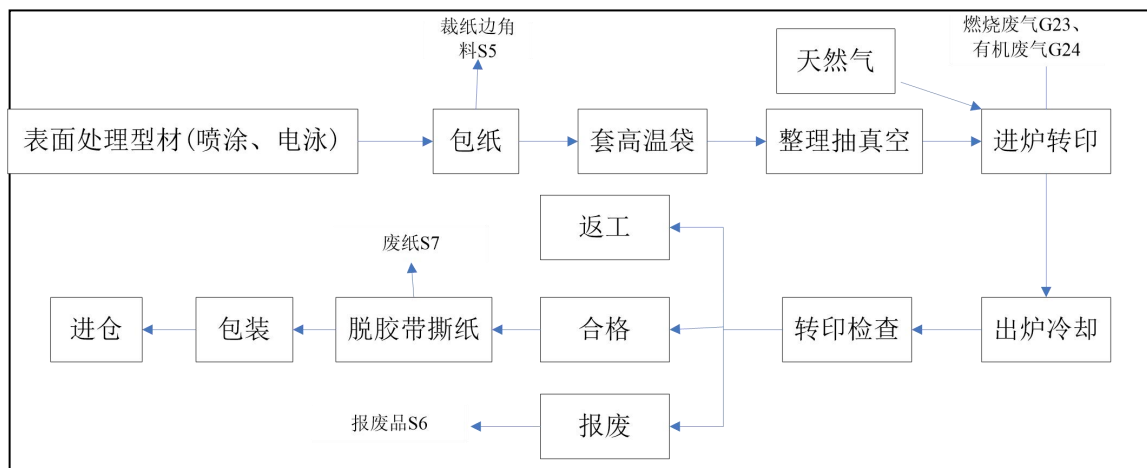 裁纸边角
料S5
燃烧废气G23、
有机废气G24
天然气
表面处理型材(喷涂、电泳)
包纸
套高温袋
整理抽真空
进炉转印
返工
废纸S7
进仓
包装
脱胶带撕纸
合格
转印检查
出炉冷却
报废品S6
报废